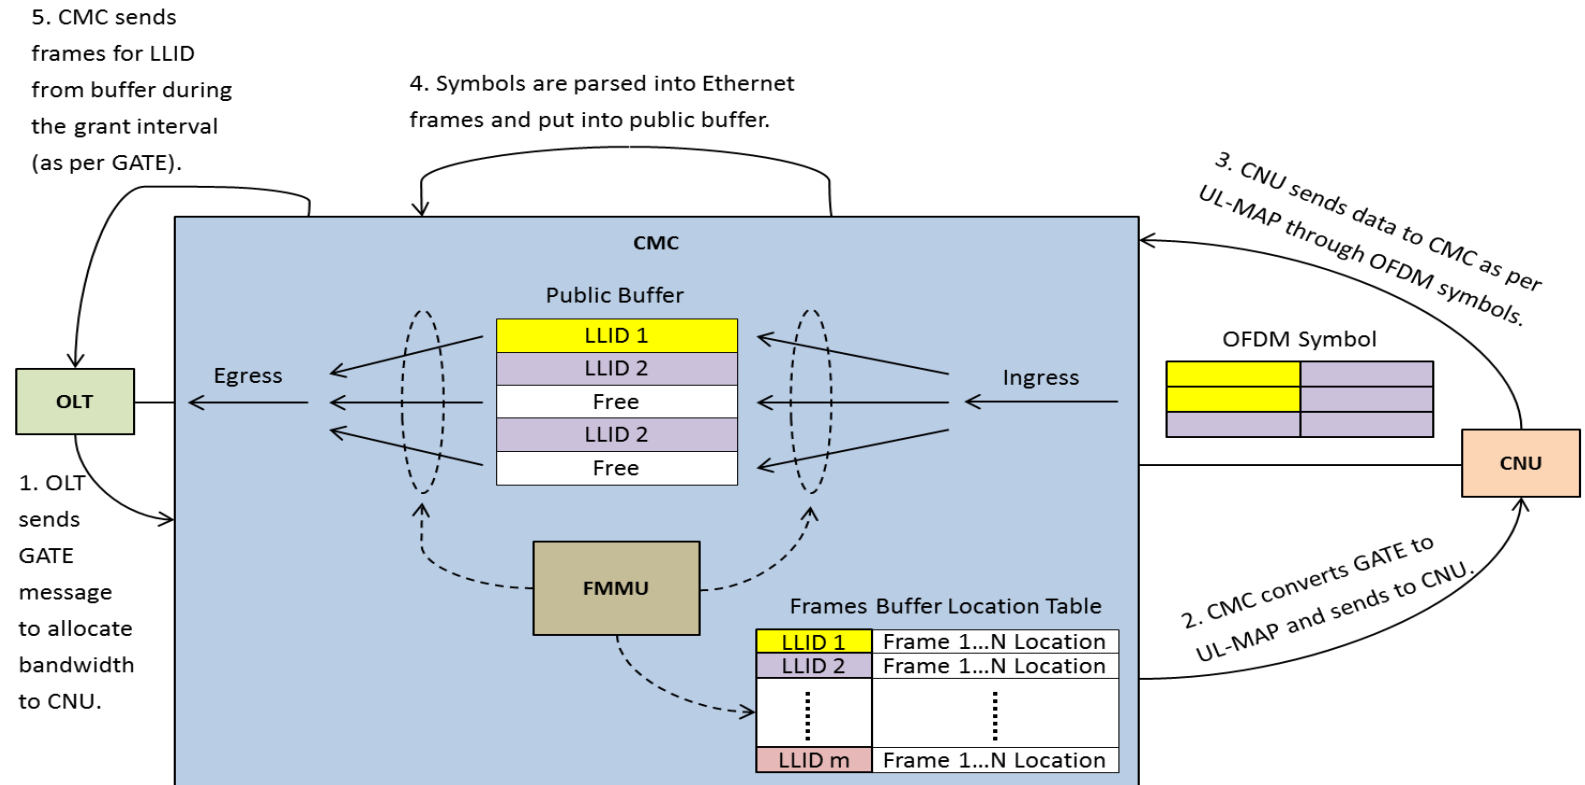 5. CMC sends
frames for LLID
from buffer during
the grant interval
(as per GATE).
4. Symbols are parsed into Ethernet
frames and put into public buffer.
3. CNU sends data to CMC as per
UL-MAP through OFDM symbols.
CMC
Public Buffer
LLID 1
LLID 2
Free
LLID 2
Free
Egress
Ingress
OFDM Symbol
OLT
CNU
1. OLT
sends
GATE
message
to allocate
bandwidth
to CNU.
FMMU
2. CMC converts GATE to
UL-MAP and sends to CNU.
Frames Buffer Location Table
LLID 1 Frame 1...N Location
LLID 2 Frame 1...N Location
LLID m Frame 1...N Location